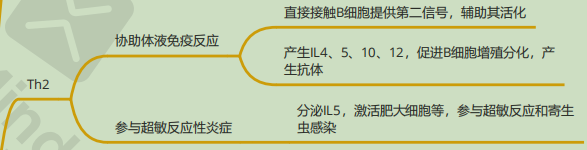 直接接触B细胞提供第二信号，辅助其活化
协助体液免疫反应
产生IL4、5、10、12，促进B细胞增殖分化，产
生抗体
Th2
分泌IL5，激活肥大细胞等，参与超敏反应和寄生
虫感染
参与超敏反应性炎症